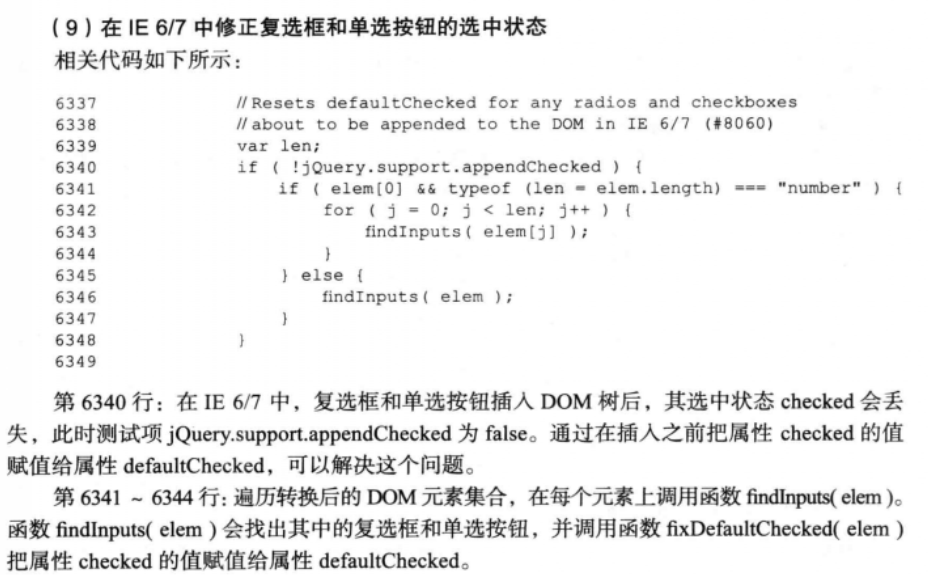 （9）在 IE 6/7 中修正复选框和单选按钮的选中状态
相关代码如下所示：
6337 // Resets defaultChecked for any radios and checkboxes
6338 // about to be appended to the DOM in IE 6/7 (#8060)
6339 var len;
6340 if ( !jQuery.support.appendChecked ) {
6341 if ( elem[0] && typeof (len = elem.length) === "number" ) {
6342 for ( j = 0; j < len; j++ ) {
6343 findInputs( elem[j] );
6344 }
6345 } else {
6346 findInputs( elem );
6347 }
6348 }
6349
第 6340 行：在 IE 6/7 中，复选框和单选按钮插入 DOM 树后，其选中状态 checked 会丢
失，此时测试项 jQuery.support.appendChecked 为 false。通过在插入之前把属性 checked 的值
赋值给属性 defaultChecked，可以解决这个问题。
第 6341 ~ 6344 行：遍历转换后的 DOM 元素集合，在每个元素上调用函数 findInputs( elem )。
函数 findInputs( elem ) 会找出其中的复选框和单选按钮，并调用函数 fixDefaultChecked( elem )
把属性 checked 的值赋值给属性 defaultChecked。